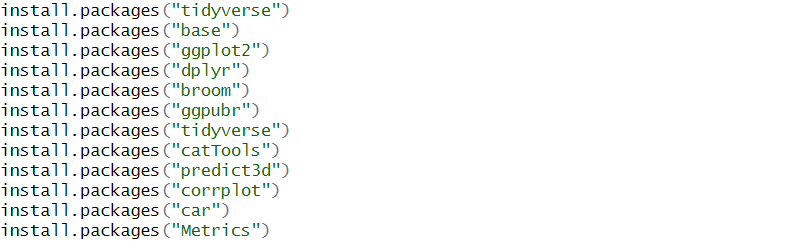 install.packages("tidyverse")
install.packages("base")
install.packages("ggplot2")
install.packages("dplyr")
install.packages("broom")
install.packages("ggpubr")
install.packages("tidyverse")
install.packages("catTools")
install.packages("predict3d")
install.packages("corrplot")
install.packages("car")
install.packages("Metrics")